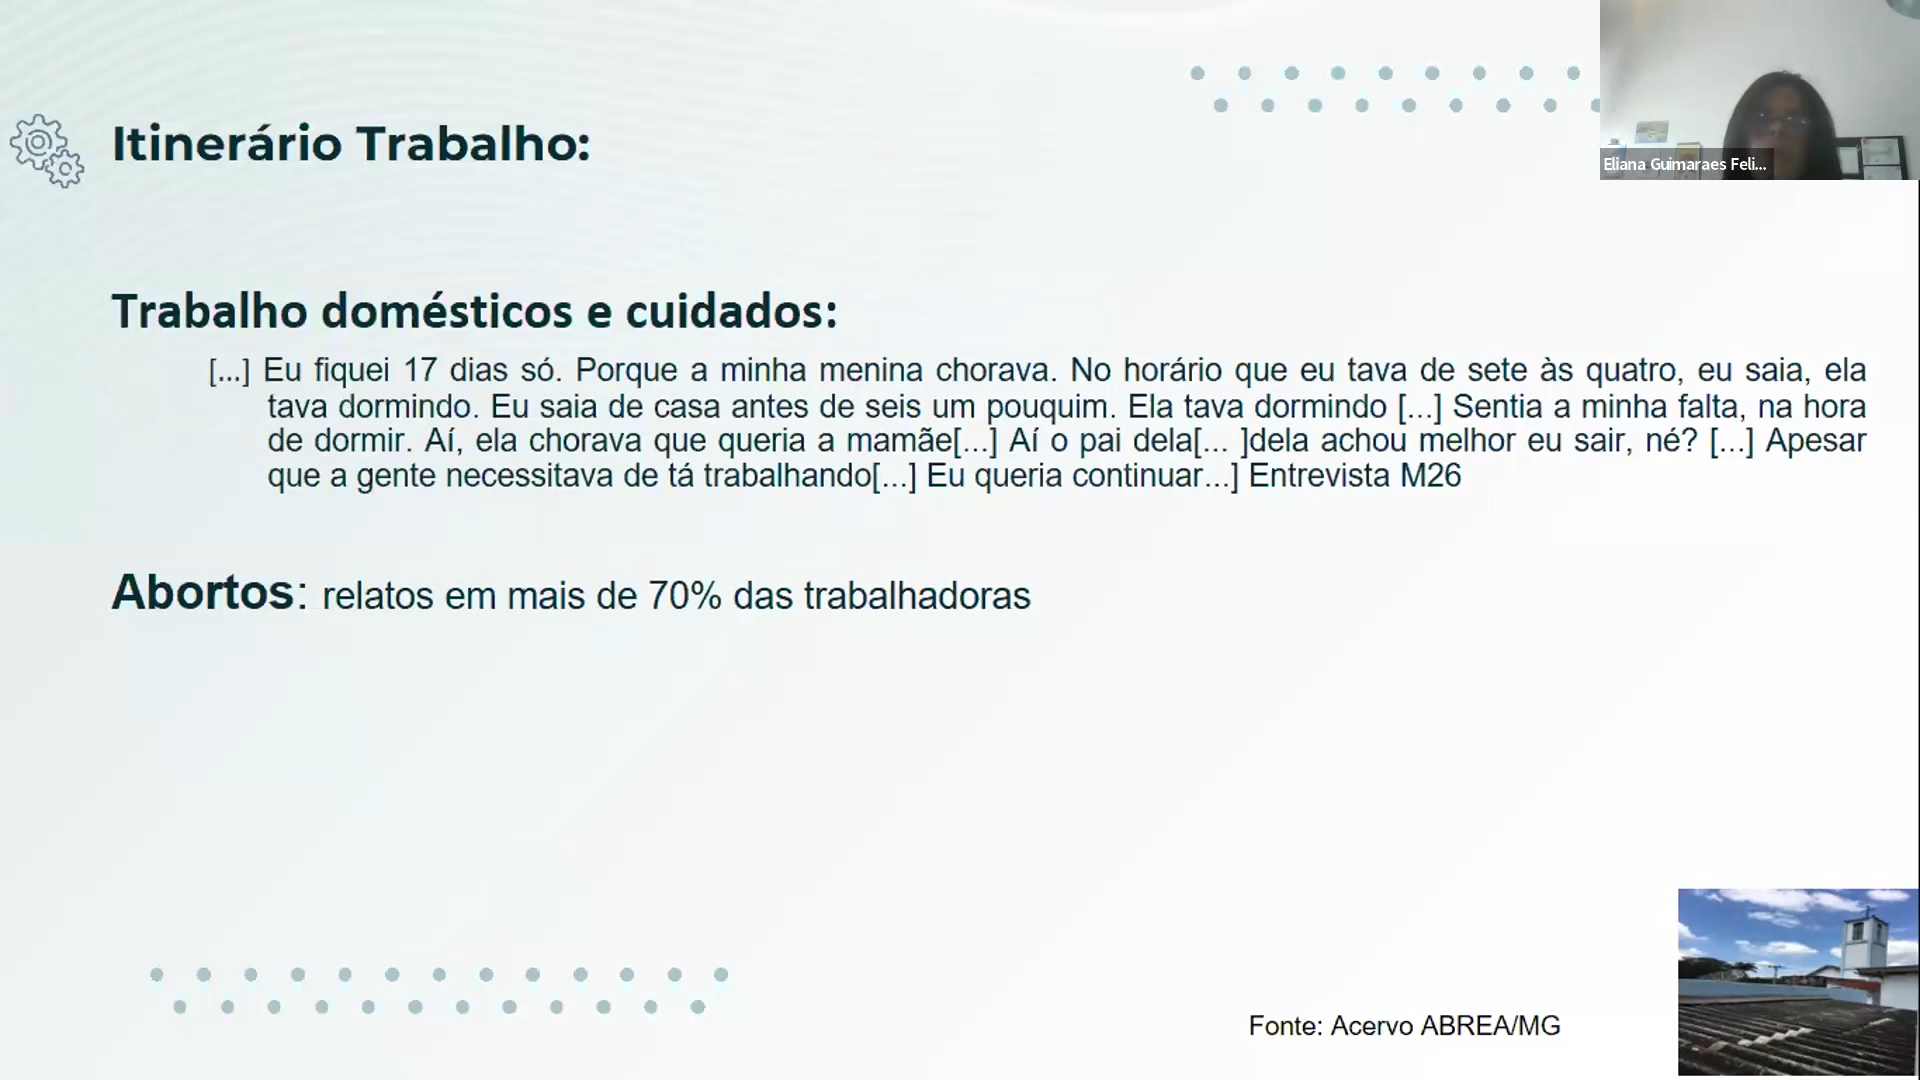 Itinerário Trabalho:
Eliana Guimaraes Feli...
Trabalho domésticos e cuidados:
[...] Eu fiquei 17 dias só. Porque a minha menina chorava. No horário que eu tava de sete às quatro, eu saia, ela
tava dormindo. Eu saia de casa antes de seis um pouquim. Ela tava dormindo [...] Sentia a minha falta, na hora
de dormir. Aí, ela chorava que queria a mamãe[...] Aí o pai dela[... ]dela achou melhor eu sair, né? [...] Apesar
que a gente necessitava de tá trabalhando[...] Eu queria continuar...] Entrevista M26
Abortos: relatos em mais de 70% das trabalhadoras
Fonte: Acervo ABREA/MG